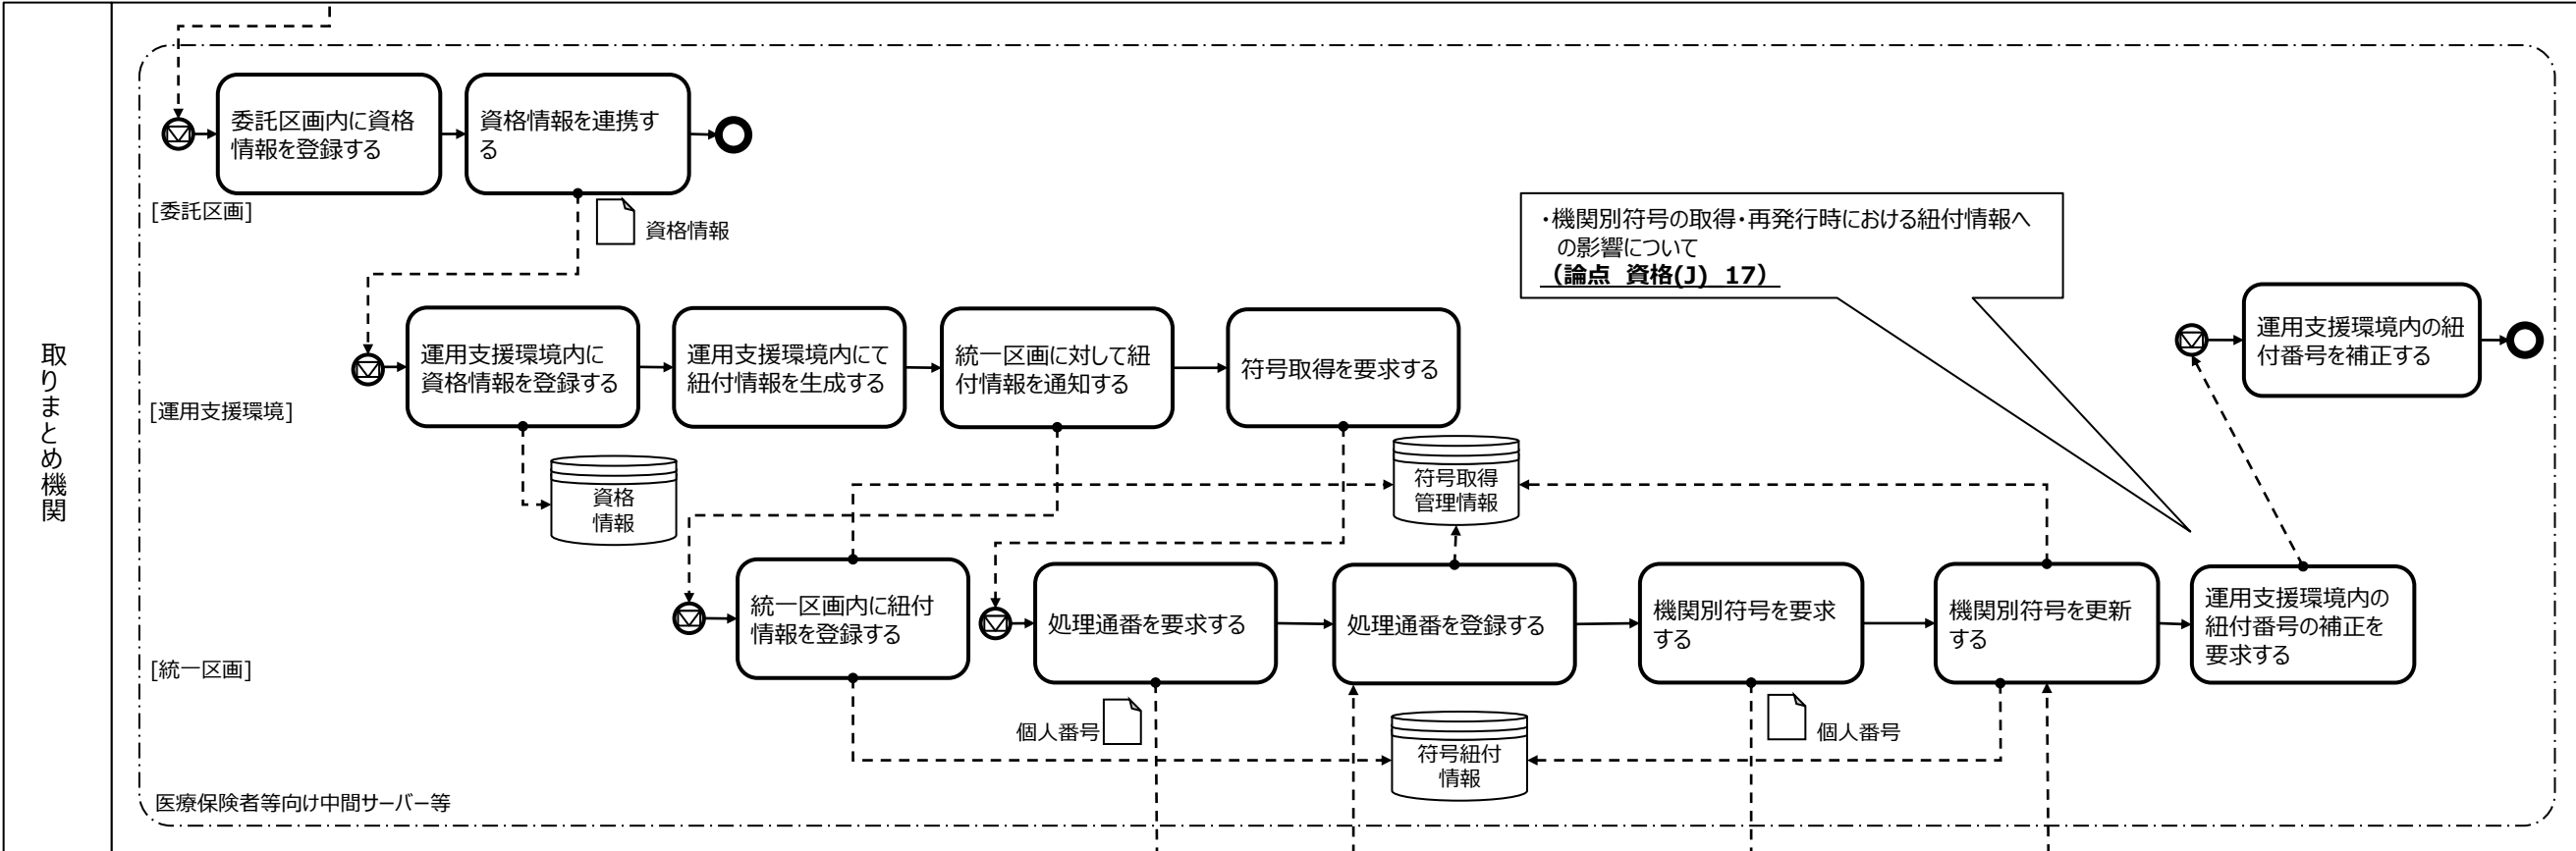 取りまとめ機関
委託区画内に資格
情報を登録する
資格情報を連携す
る
[委託区画]
資格情報
・機関別符号の取得・再発行時における紐付情報へ
の影響について
（論点 資格(J) 17）
運用支援環境内に
資格情報を登録する
運用支援環境内にて
紐付情報を生成する
統一区画に対して紐
付情報を通知する
符号取得を要求する
運用支援環境内の紐
付番号を補正する
[運用支援環境]
資格
情報
符号取得
管理情報
統一区画内に紐付
情報を登録する
処理通番を要求する
処理通番を登録する
機関別符号を要求
する
機関別符号を更新
する
運用支援環境内の
紐付番号の補正を
要求する
[統一区画]
個人番号
符号紐付
情報
個人番号
医療保険者等向け中間サーバー等